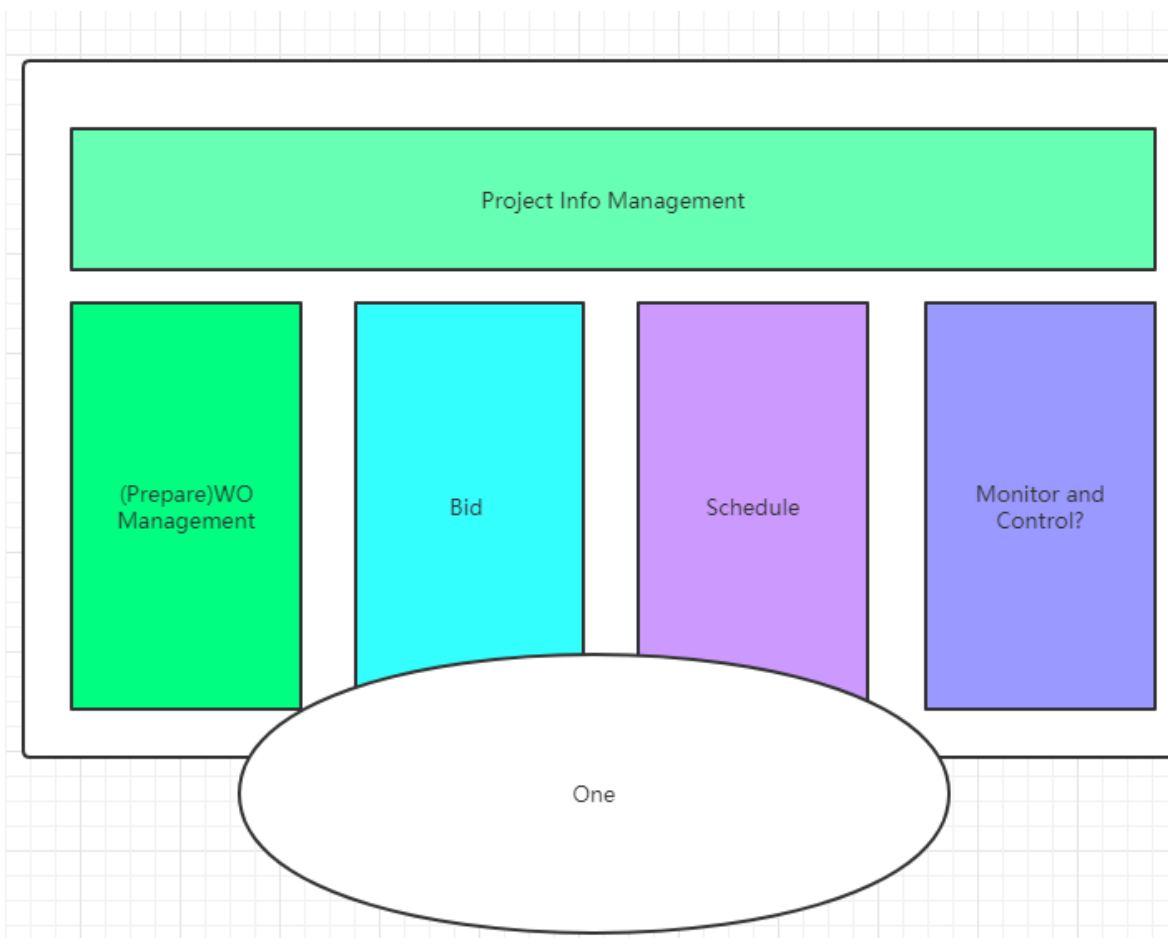 Project Info Management
(Prepare)WO
Management
Bid
Schedule
Monitor and
Control?
One